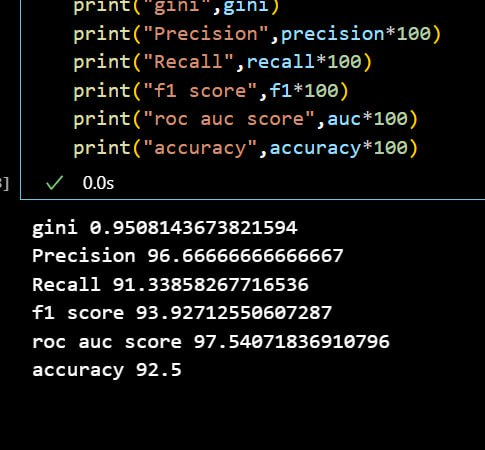 print("gini",gini)
print("Precision",precision*100)
print("Recall",recall*100)
print("f1 score",f1*100)
print("roc auc score",auc*100)
print("accuracy",accuracy*100)
]
0.0s
gini 0.9508143673821594
Precision 96.66666666666667
Recall 91.33858267716536
f1 score 93.92712550607287
roc auc score 97.54071836910796
accuracy 92.5